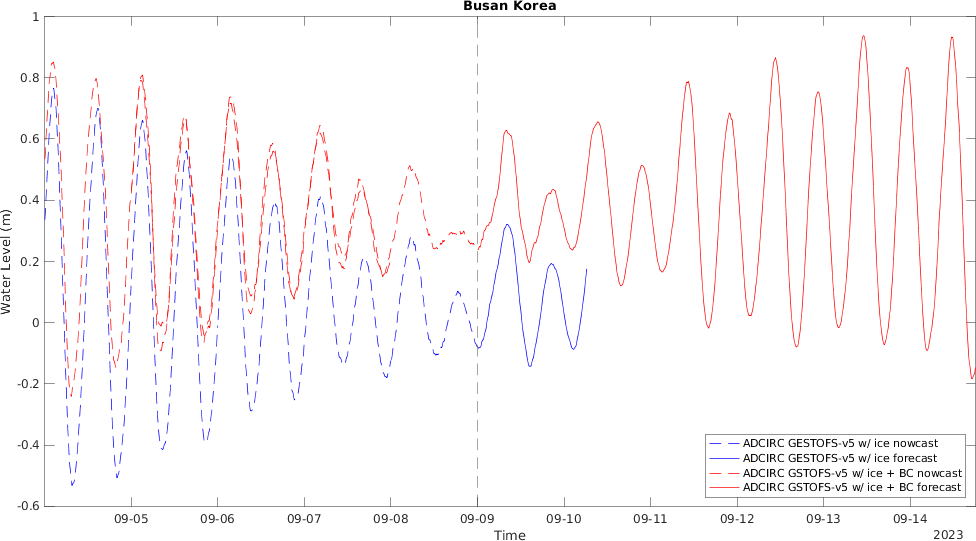 Busan Korea
1
0.8
0.6
0.4
0.2
0
-0.2
-0.4
-0.6
Water Level (m)
ADCIRC GESTOFS-v5 w/ ice nowcast
ADCIRC GESTOFS-v5 w/ ice forecast
ADCIRC GSTOFS-v5 w/ ice + BC nowcast
ADCIRC GSTOFS-v5 w/ ice + BC forecast
09-05 09-06 09-07 09-08 09-09 09-10 09-11 09-12 09-13 09-14
Time
2023